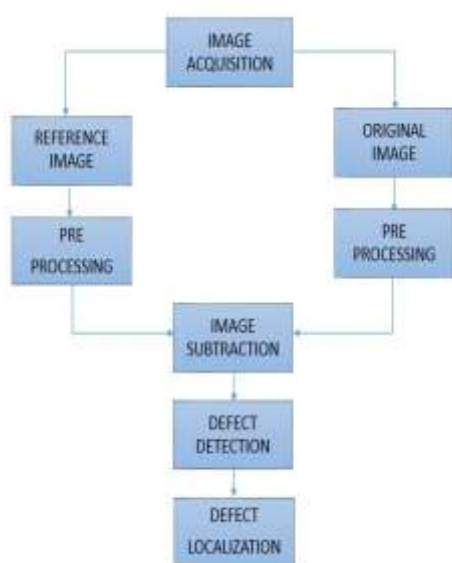 IMAGE
ACQUISITION
REFERENCE
IMAGE
ORIGINAL
IMAGE
PRE
PROCESSING
PRE
PROCESSING
IMAGE
SUBTRACTION
DEFECT
DETECTION
DEFECT
LOCALIZATION